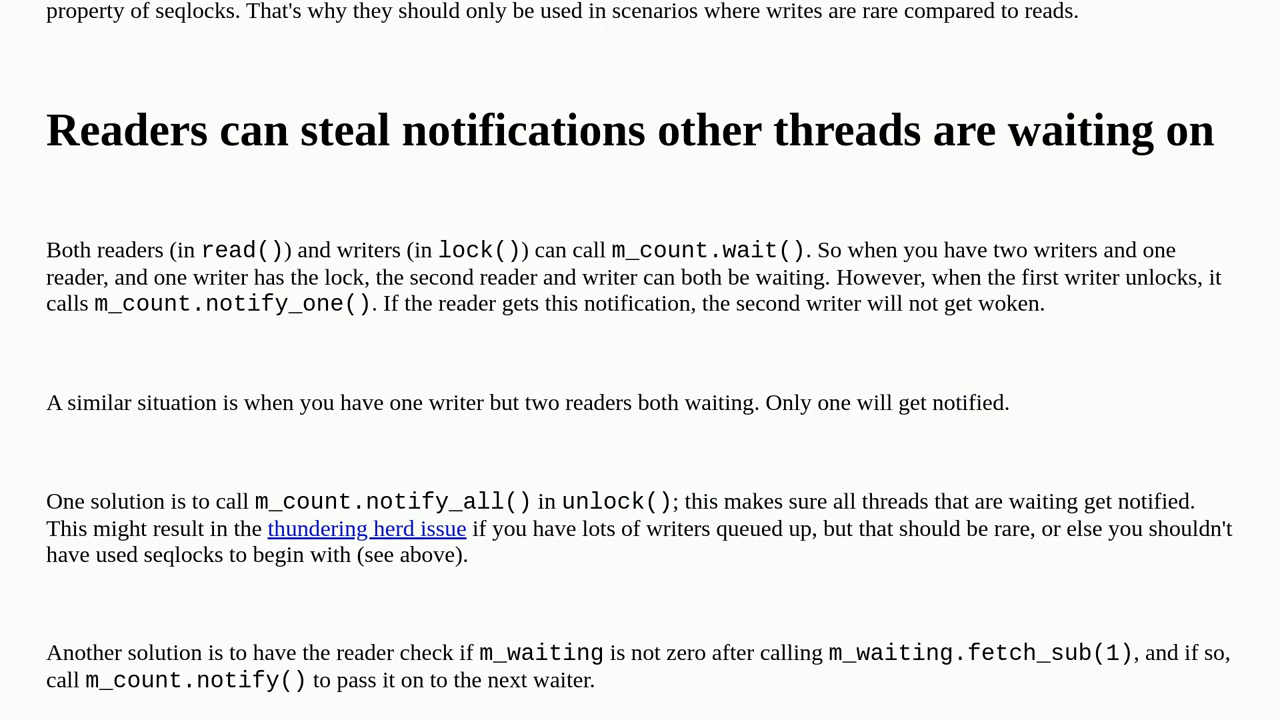 property of seqlocks. That's why they should only be used in scenarios where writes are rare compared to reads.
Readers can steal notifications other threads are waiting on
Both readers (in read()) and writers (in lock()) can call m_count.wait(). So when you have two writers and one
reader, and one writer has the lock, the second reader and writer can both be waiting. However, when the first writer unlocks, it
calls m_count.notify_one(). If the reader gets this notification, the second writer will not get woken.
A similar situation is when you have one writer but two readers both waiting. Only one will get notified.
One solution is to call m_count.notify_all() in unlock(); this makes sure all threads that are waiting get notified.
This might result in the thundering herd issue if you have lots of writers queued up, but that should be rare, or else you shouldn't
have used seqlocks to begin with (see above).
Another solution is to have the reader check if m_waiting is not zero after calling m_waiting.fetch_sub(1), and if so,
call m_count.notify() to pass it on to the next waiter.